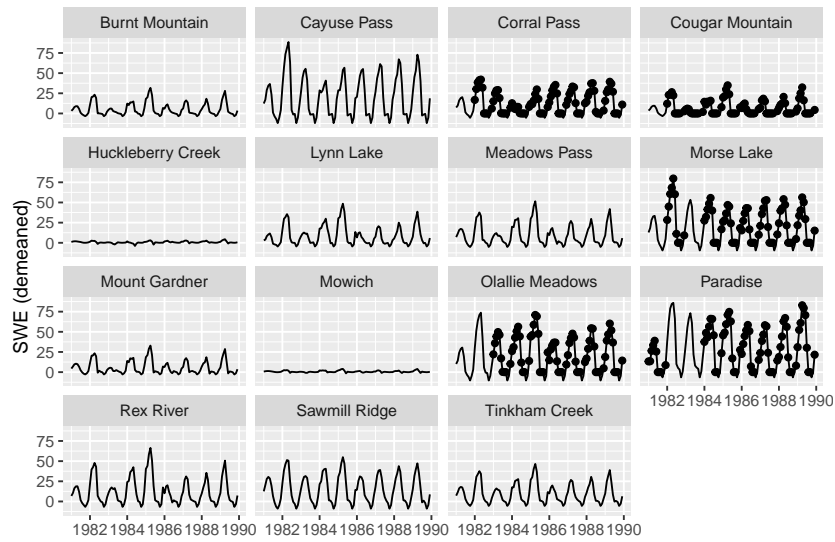 Burnt Mountain Cayuse Pass Corral Pass Cougar Mountain
75
50
25
0
Huckleberry Creek Lynn Lake Meadows Pass Morse Lake
75
50
25
0
Mount Gardner Mowich Olallie Meadows Paradise
75
50
25
0
1982 1984 1986 1988 1990
Rex River Sawmill Ridge Tinkham Creek
75
50
25
0
1982 1984 1986 1988 1990 1982 1984 1986 1988 1990 1982 1984 1986 1988 1990
SWE (demeaned)